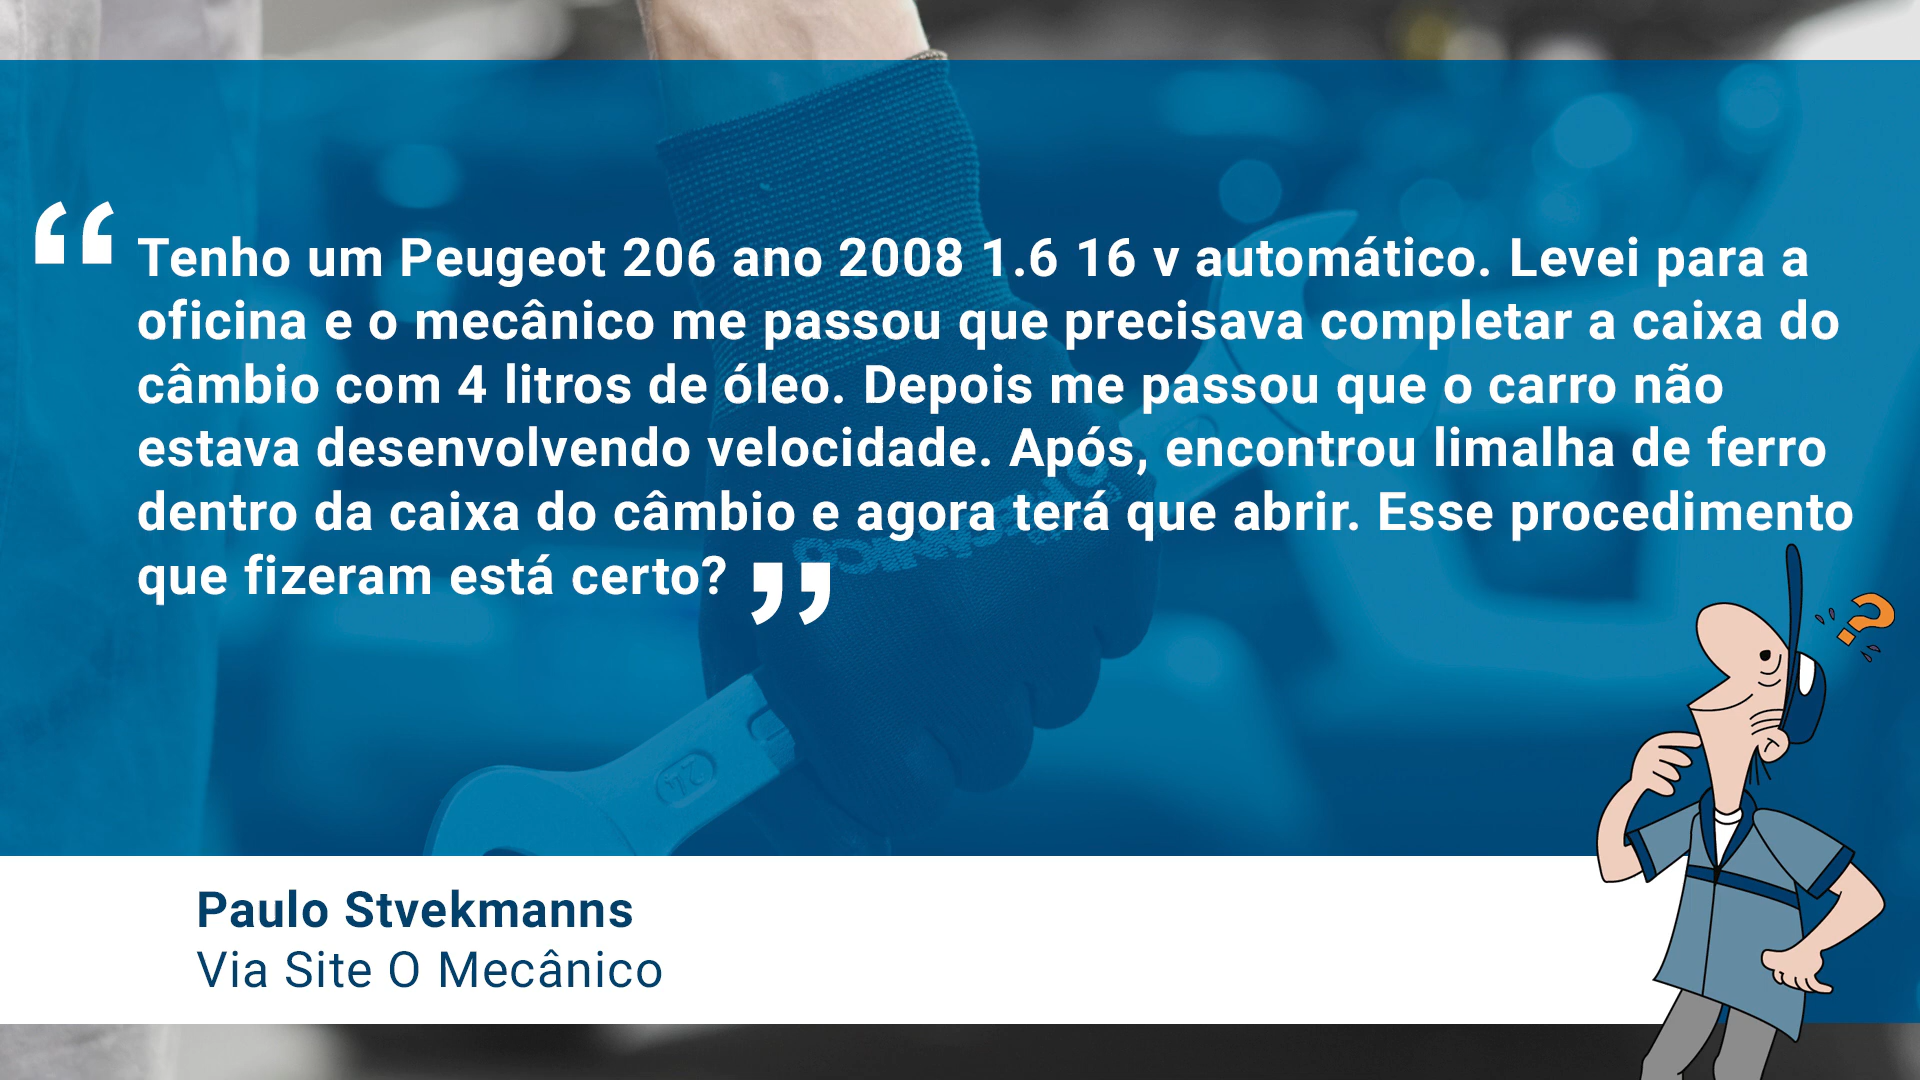 “Tenho um Peugeot 206 ano 2008 1.6 16 v automático. Levei para a
oficina e o mecânico me passou que precisava completar a caixa do
câmbio com 4 litros de óleo. Depois me passou que o carro não
estava desenvolvendo velocidade. Após, encontrou limalha de ferro
dentro da caixa do câmbio e agora terá que abrir. Esse procedimento
que fizeram está certo?”
?
Paulo Stvekmanns
Via Site O Mecânico